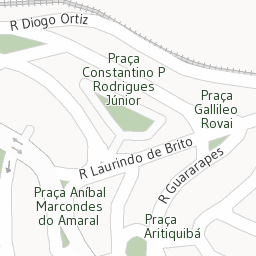 R Diogo Ortiz
Praça
Constantino P
Rodrigues
Júnior
Praça
Gallileo
Rovai
R Laurindo de Brito
R Guararapes
Praça Aníbal
Marcondes
do Amaral
Praça
Aritiquibá